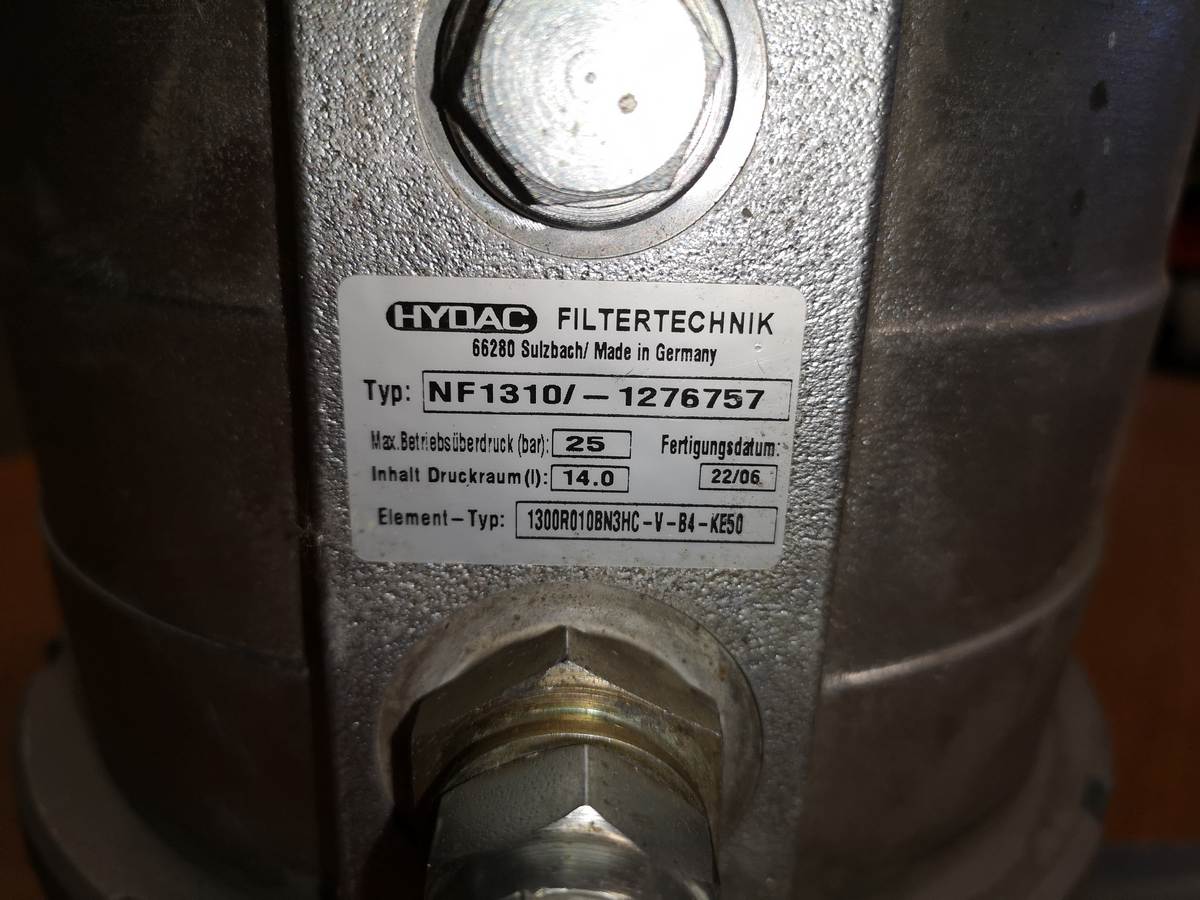 HYDAC FILTERTECHNIK
66280 Sulzbach/ Made in Germany
Typ: NF1310/-1276757
Max.Betriebsüberdruck (bar): 25 Fertigungsdatum:
Inhalt Druckraum (l): 14.0 22/06
Element-Typ: 1300R010BN3HC-V-B4-KE50